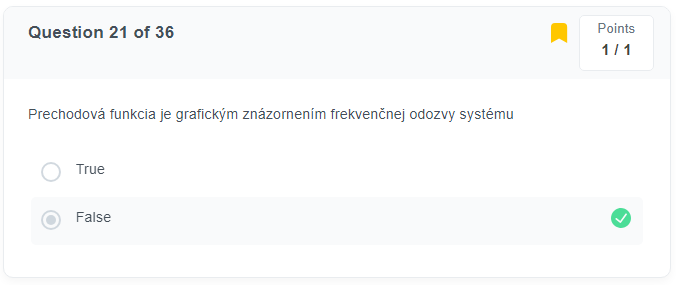 Question 21 of 36
Points
1 / 1
Prechodová funkcia je grafickým znázornením frekvenčnej odozvy systému
True
False